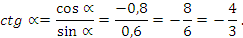 ctg ∝= cos ∝ / sin ∝ = −0,8 / 0,6 = − 8 / 6 = − 4 / 3 .